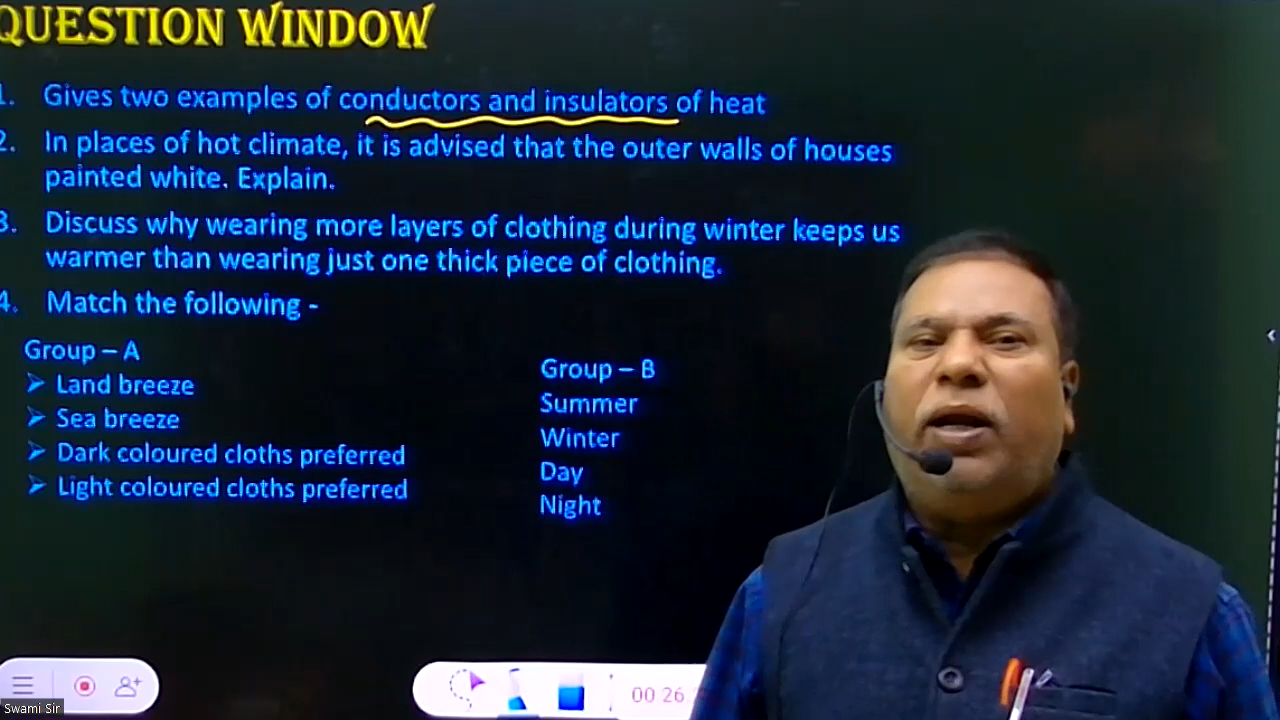 QUESTION WINDOW
1. Gives two examples of conductors and insulators of heat
2. In places of hot climate, it is advised that the outer walls of houses
painted white. Explain.
3. Discuss why wearing more layers of clothing during winter keeps us
warmer than wearing just one thick piece of clothing.
4. Match the following -
Group – A
➢ Land breeze
➢ Sea breeze
➢ Dark coloured cloths preferred
➢ Light coloured cloths preferred
Group – B
Summer
Winter
Day
Night
00 26
Swami Sir